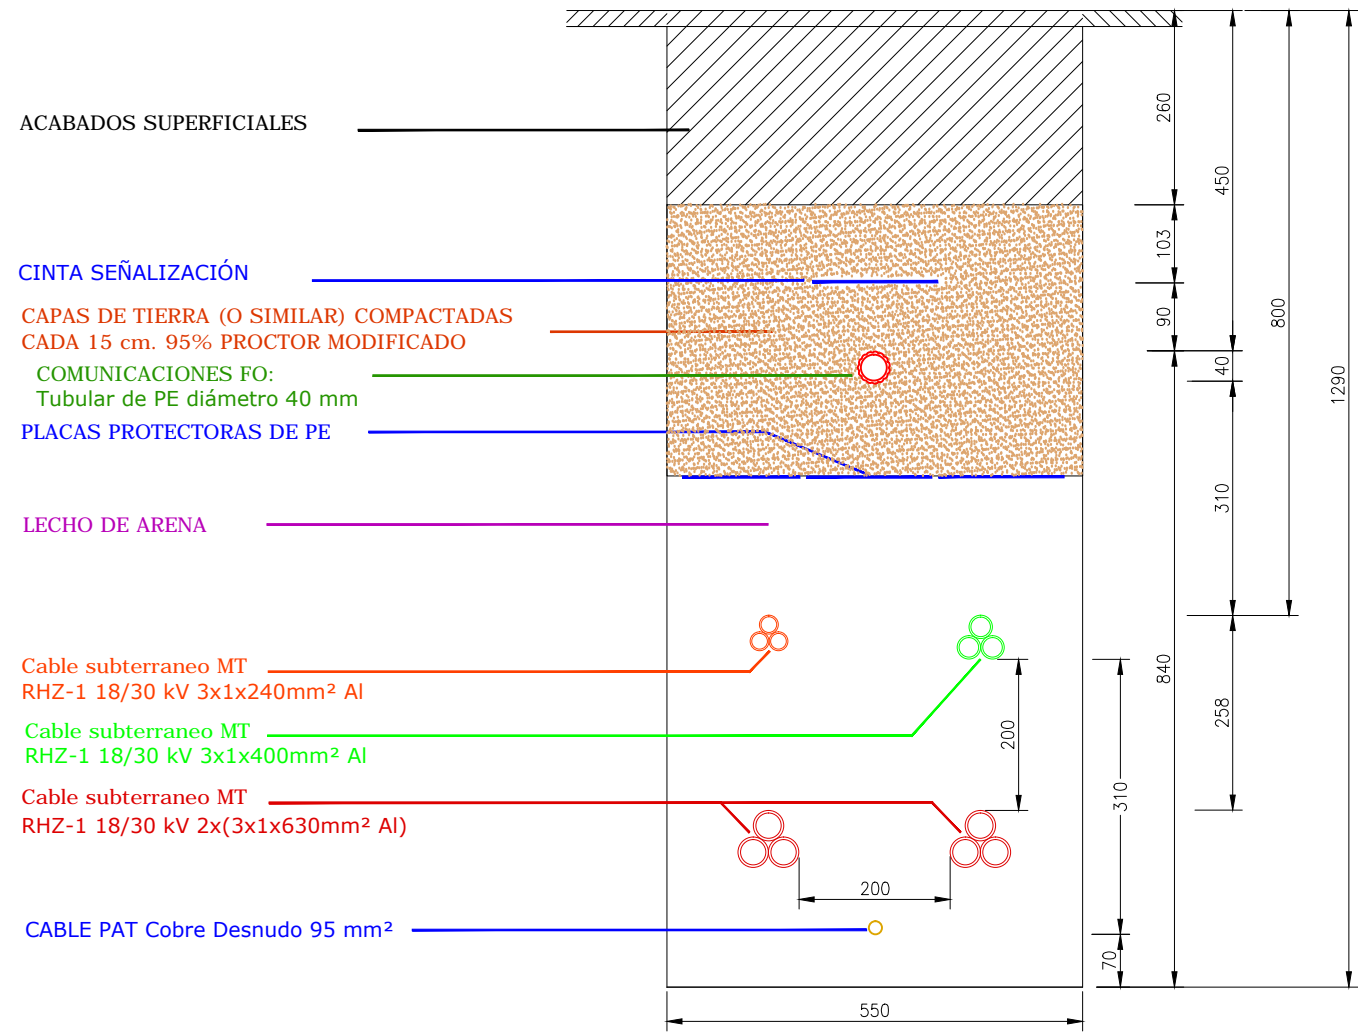 ACABADOS SUPERFICIALES
CINTA SEÑALIZACIÓN
CAPAS DE TIERRA (O SIMILAR) COMPACTADAS
CADA 15 cm. 95% PROCTOR MODIFICADO
COMUNICACIONES FO:
Tubular de PE diámetro 40 mm
PLACAS PROTECTORAS DE PE
LECHO DE ARENA
Cable subterraneo MT
RHZ-1 18/30 kV 3x1x240mm² Al
Cable subterraneo MT
RHZ-1 18/30 kV 3x1x400mm² Al
Cable subterraneo MT
RHZ-1 18/30 kV 2x(3x1x630mm² Al)
CABLE PAT Cobre Desnudo 95 mm²
260
103
90
840
450
40
310
258
800
1290
200
310
70
200
550